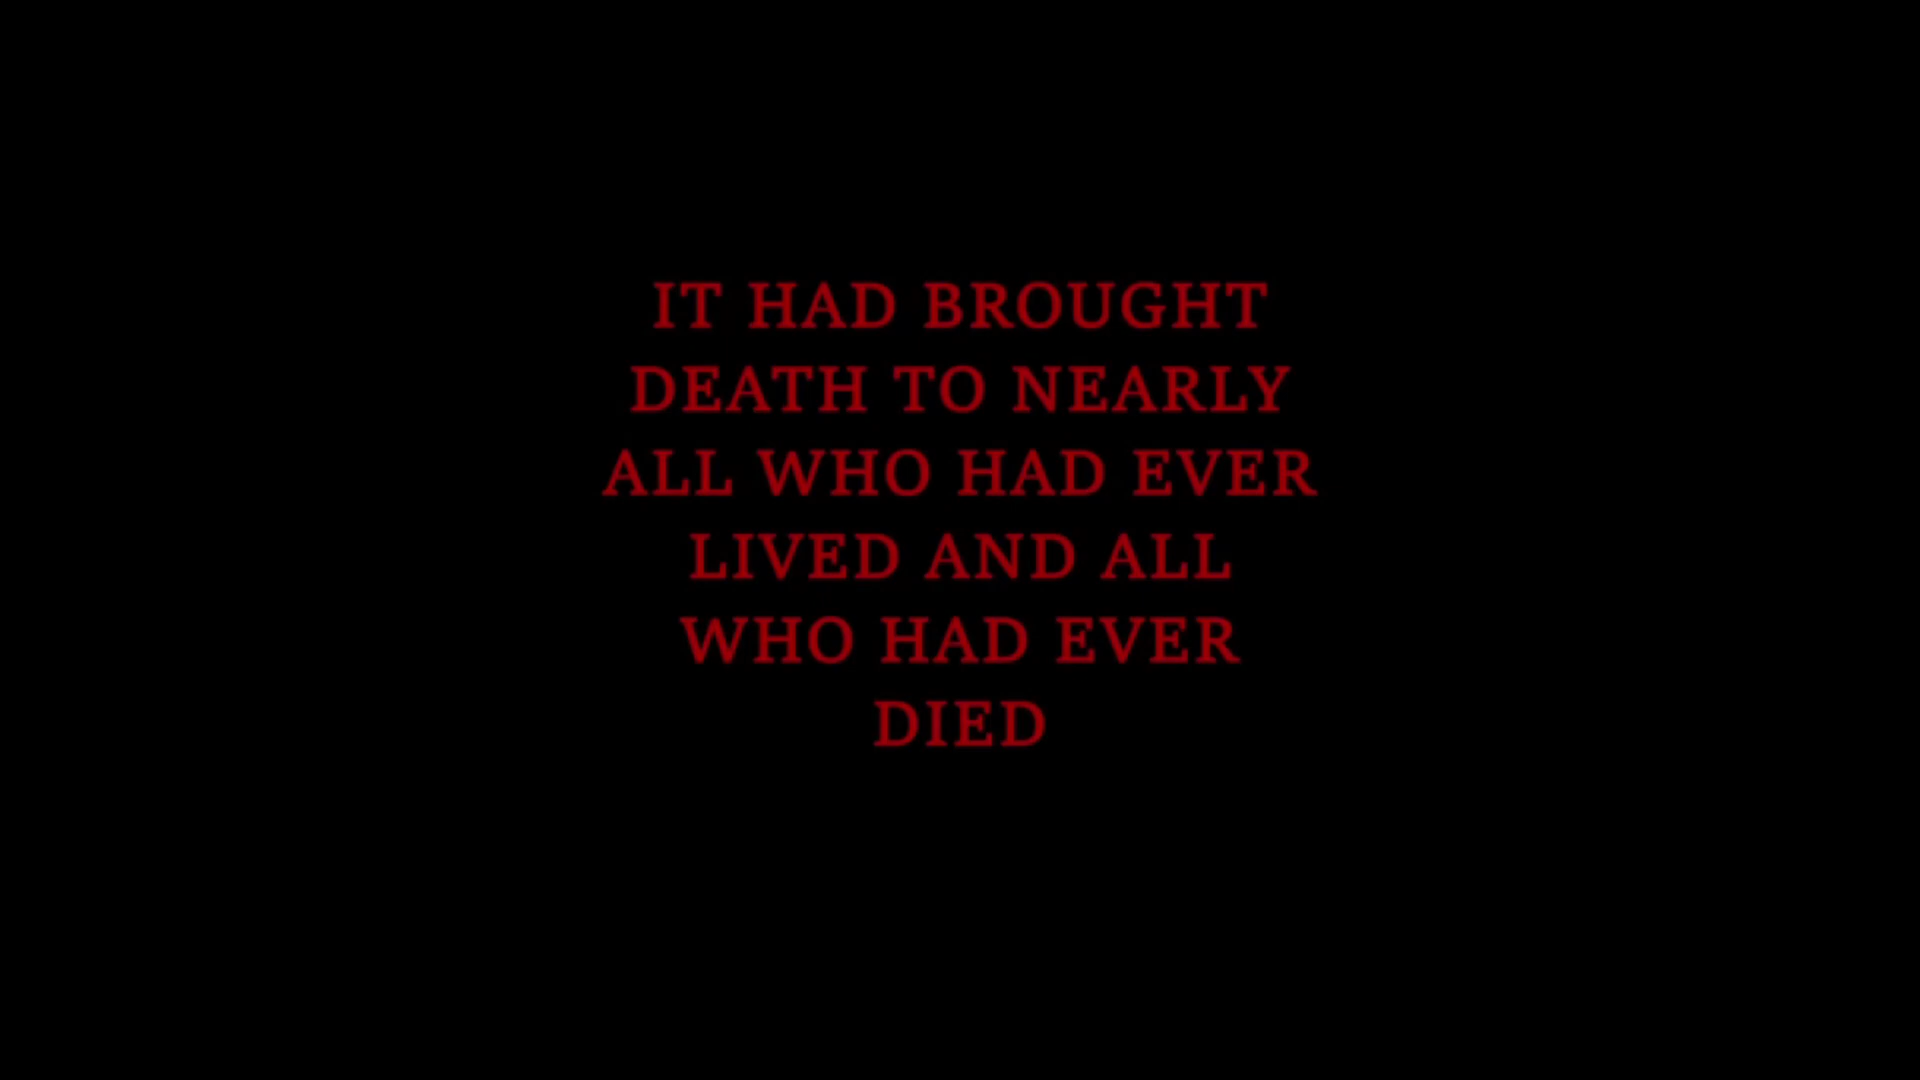 IT HAD BROUGHT
DEATH TO NEARLY
ALL WHO HAD EVER
LIVED AND ALL
WHO HAD EVER
DIED